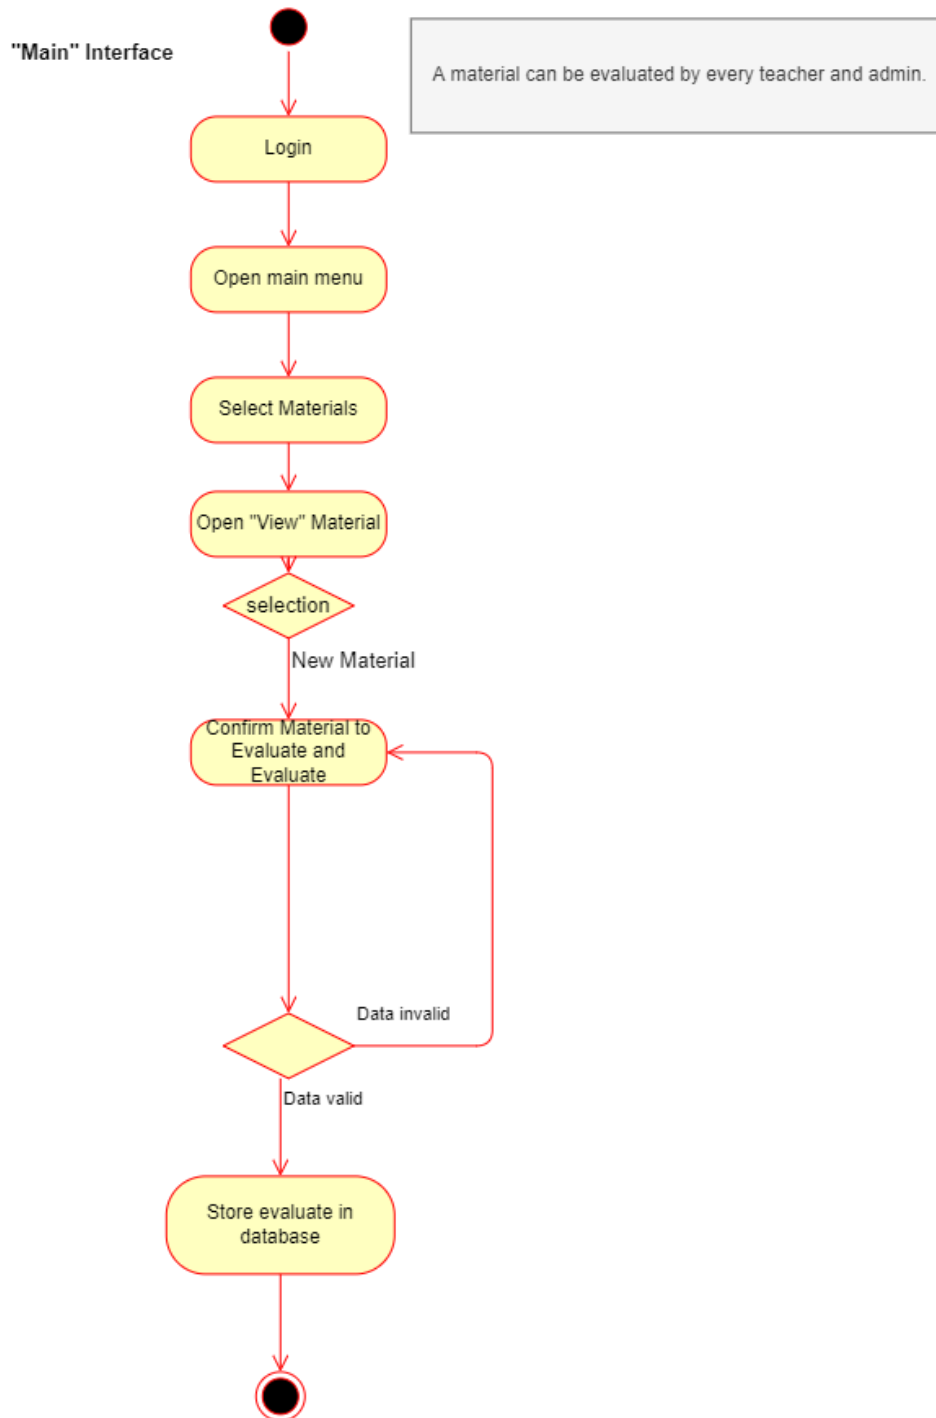 "Main" Interface
A material can be evaluated by every teacher and admin.
Login
Open main menu
Select Materials
Open "View" Material
selection
New Material
Confirm Material to
Evaluate and
Evaluate
Data invalid
Data valid
Store evaluate in
database